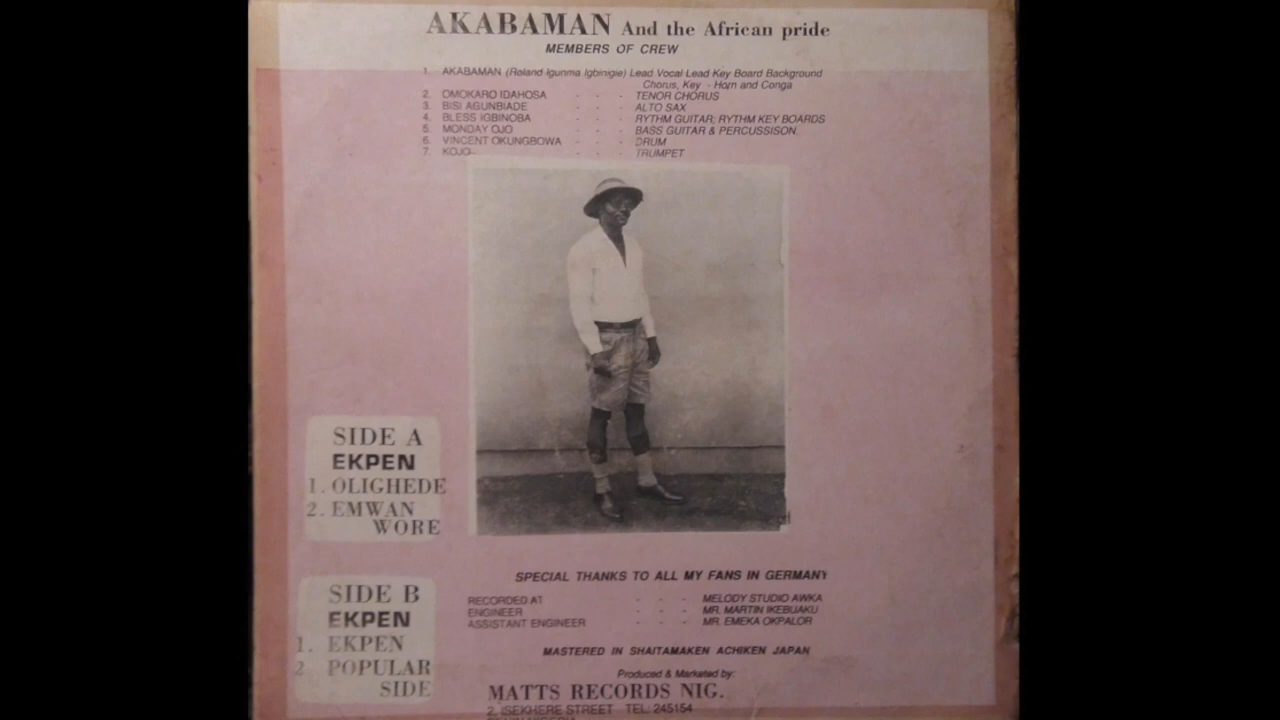 AKABAMAN And the African pride
MEMBERS OF CREW
1. AKABAMAN (Roland Igunma Igbinigie) Lead Vocal Lead Key Board Background
Chorus, Key - Horn and Conga
2. OMOKARO IDAHOSA - - - TENOR CHORUS
3. BISI AGUNBIADE - - - ALTO SAX
4. BLESS IGBINOBA - - - RYTHM GUITAR; RYTHM KEY BOARDS
5. MONDAY OJO - - - BASS GUITAR & PERCUSSISON.
6. VINCENT OKUNGBOWA - - - DRUM
7. KOJO - - - TRUMPET
SIDE A
EKPEN
1. OLIGHEDE
2. EMWAN
WORE
SIDE B
EKPEN
1. EKPEN
2 POPULAR
SIDE
SPECIAL THANKS TO ALL MY FANS IN GERMANY
RECORDED AT - - - MELODY STUDIO AWKA
ENGINEER - - - MR. MARTIN IKEBUAKU
ASSISTANT ENGINEER - - - MR. EMEKA OKPALOR
MASTERED IN SHAITAMAKEN ACHIKEN JAPAN
Produced & Marketed by:
MATTS RECORDS NIG.
2, ISEKHERE STREET TEL: 245154